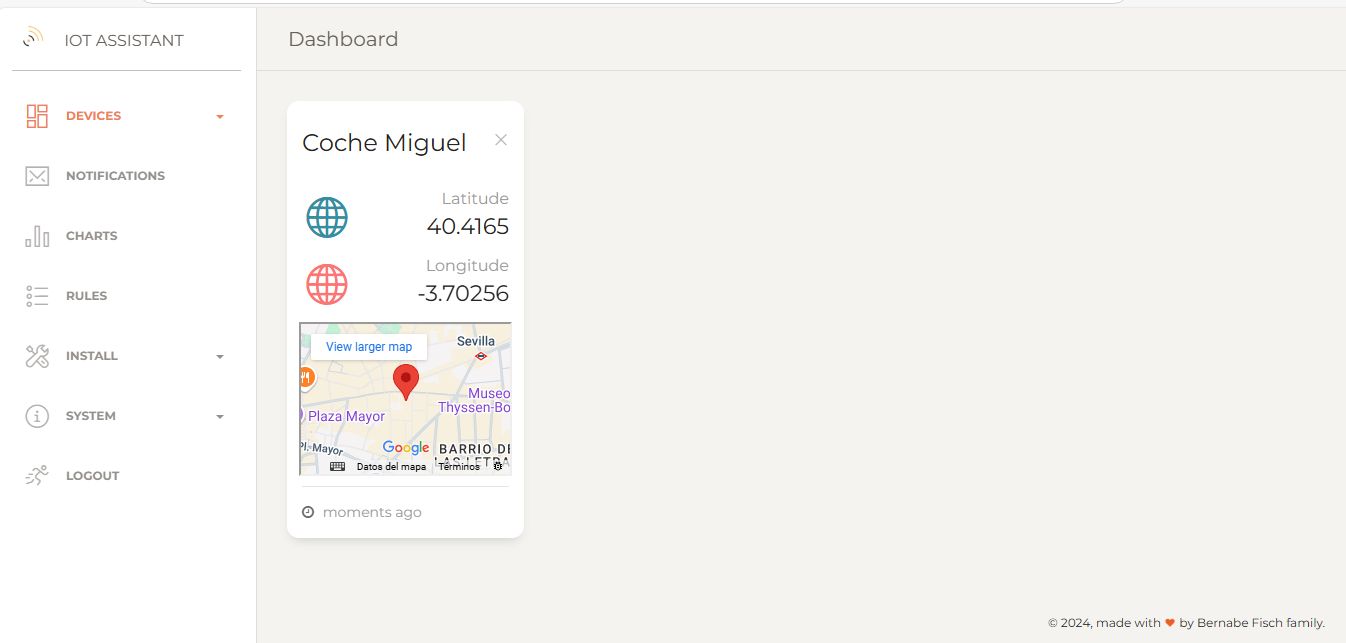 IOT ASSISTANT
Dashboard
DEVICES
NOTIFICATIONS
CHARTS
RULES
INSTALL
SYSTEM
LOGOUT
Coche Miguel
Latitude
40.4165
Longitude
-3.70256
View larger map
Sevilla
Museo
Thyssen-Bo
Plaza Mayor
Pl. Mayor
Google
BARRIO DE
LAS LETRA
Datos del mapa
Términos
moments ago
© 2024, made with ❤ by Bernabe Fisch family.